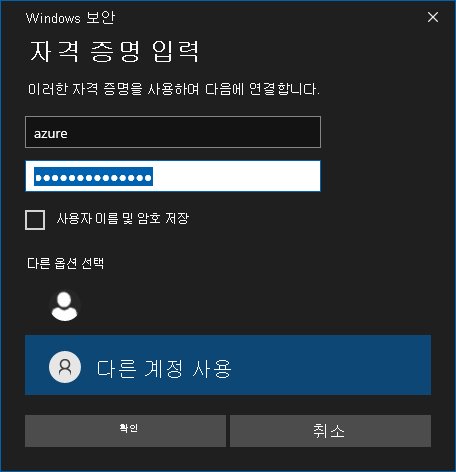 Windows 보안
자격 증명 입력
이러한 자격 증명을 사용하여 다음에 연결합니다.
azure
●●●●●●●●●●●●●●
사용자 이름 및 암호 저장
다른 옵션 선택
다른 계정 사용
확인
취소